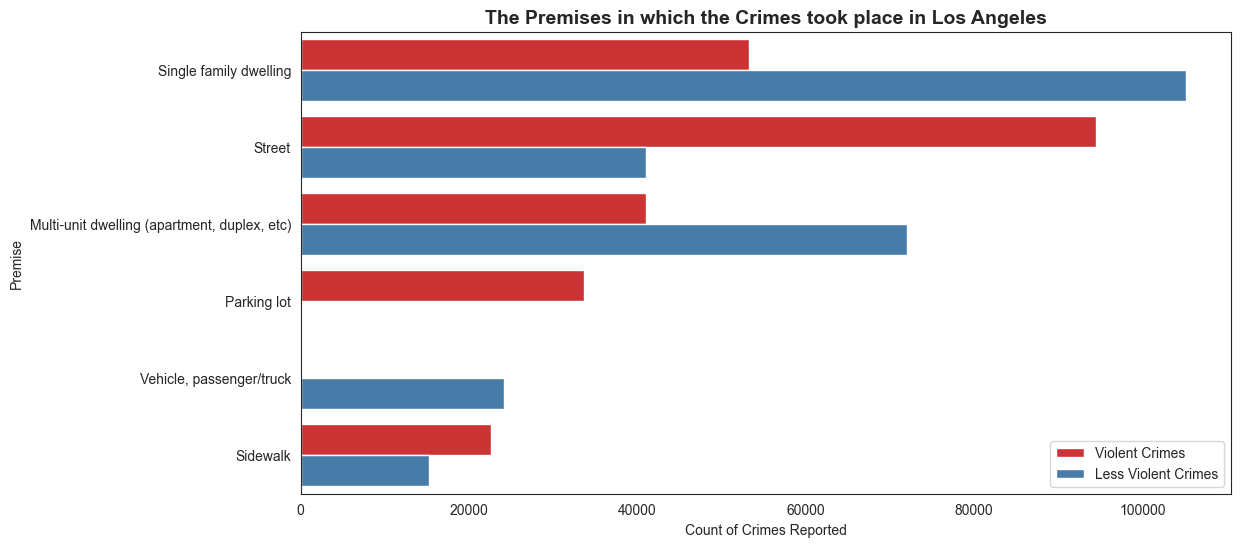 The Premises in which the Crimes took place in Los Angeles
Single family dwelling
Street
Multi-unit dwelling (apartment, duplex, etc)
Premise
Parking lot
Vehicle, passenger/truck
Sidewalk
Violent Crimes
Less Violent Crimes
0 20000 40000 60000 80000 100000
Count of Crimes Reported